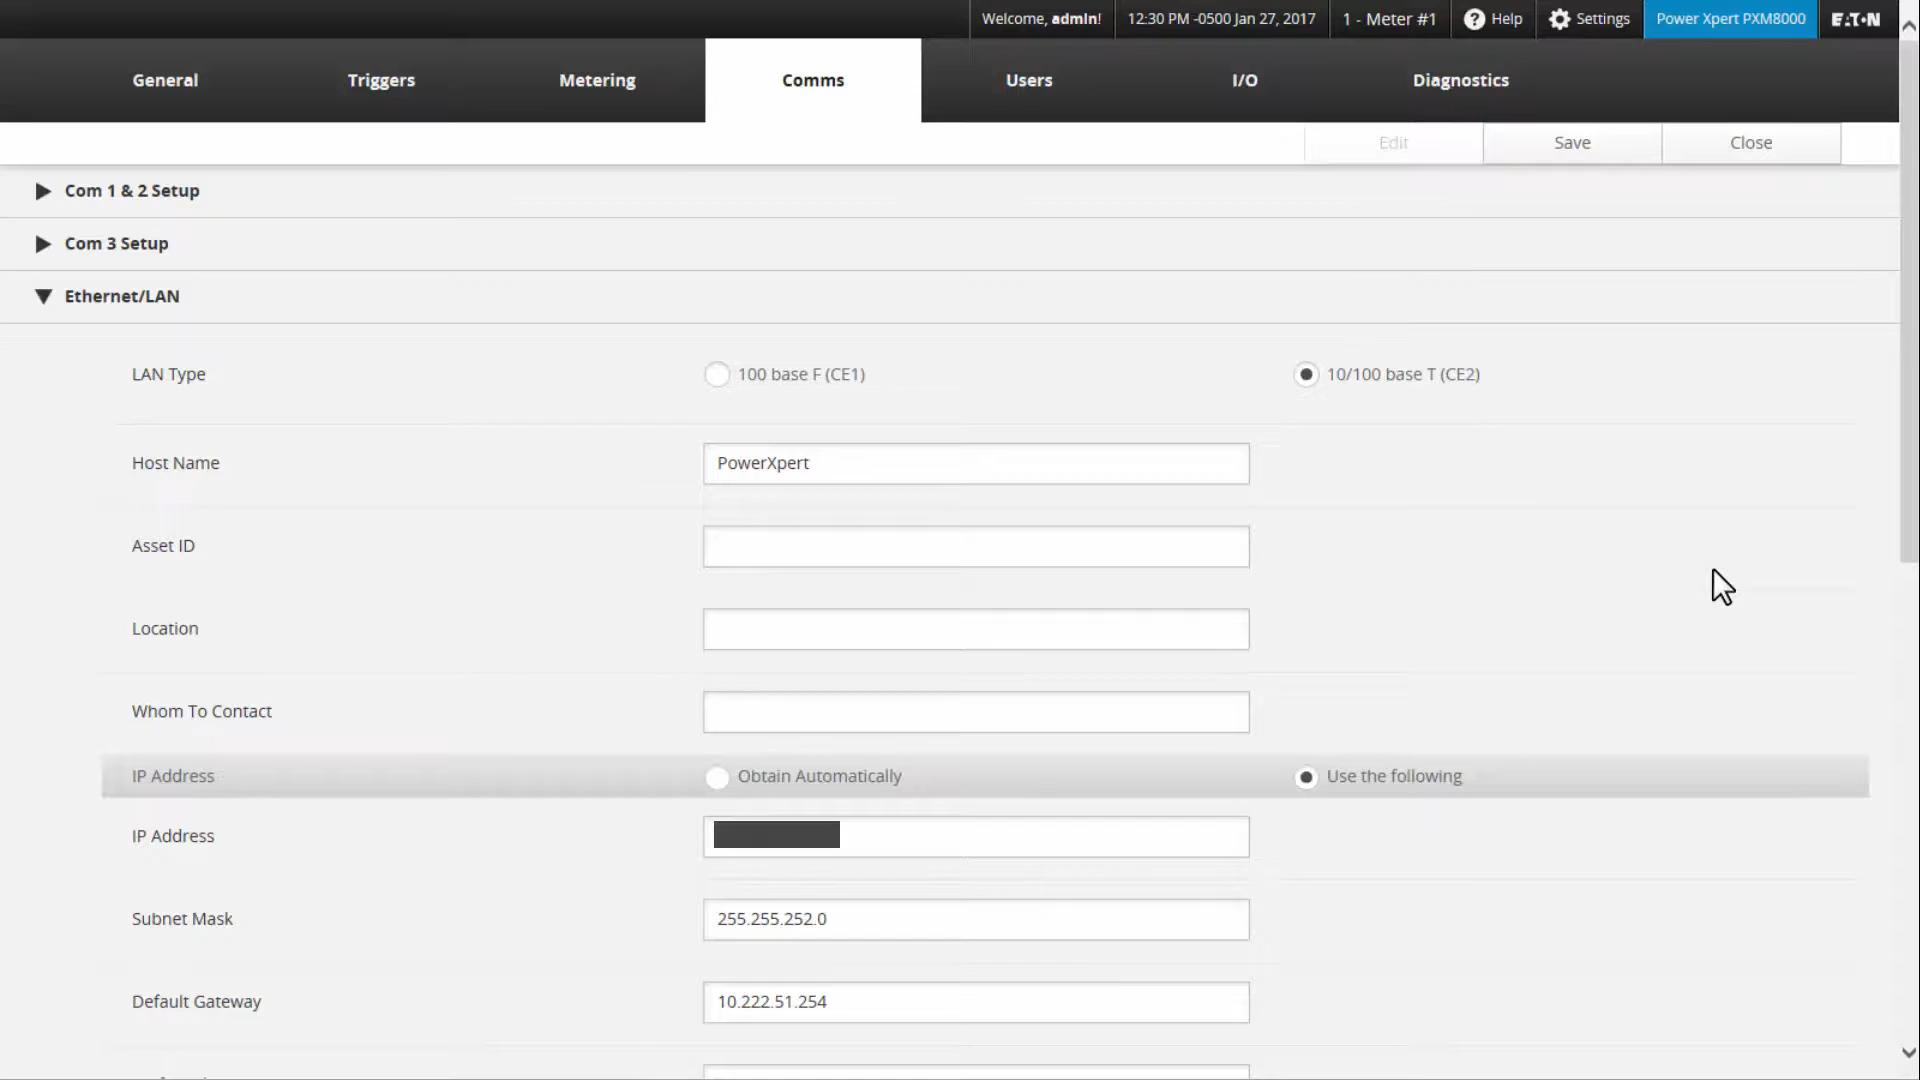 Welcome, admin!
12:30 PM -0500 Jan 27, 2017
1 - Meter #1
? Help
Settings
Power Xpert PXM8000
EATON
General
Triggers
Metering
Comms
Users
I/O
Diagnostics
Edit
Save
Close
Com 1 & 2 Setup
Com 3 Setup
Ethernet/LAN
LAN Type
100 base F (CE1)
10/100 base T (CE2)
Host Name
PowerXpert
Asset ID
Location
Whom To Contact
IP Address
Obtain Automatically
Use the following
IP Address
Subnet Mask
255.255.252.0
Default Gateway
10.222.51.254